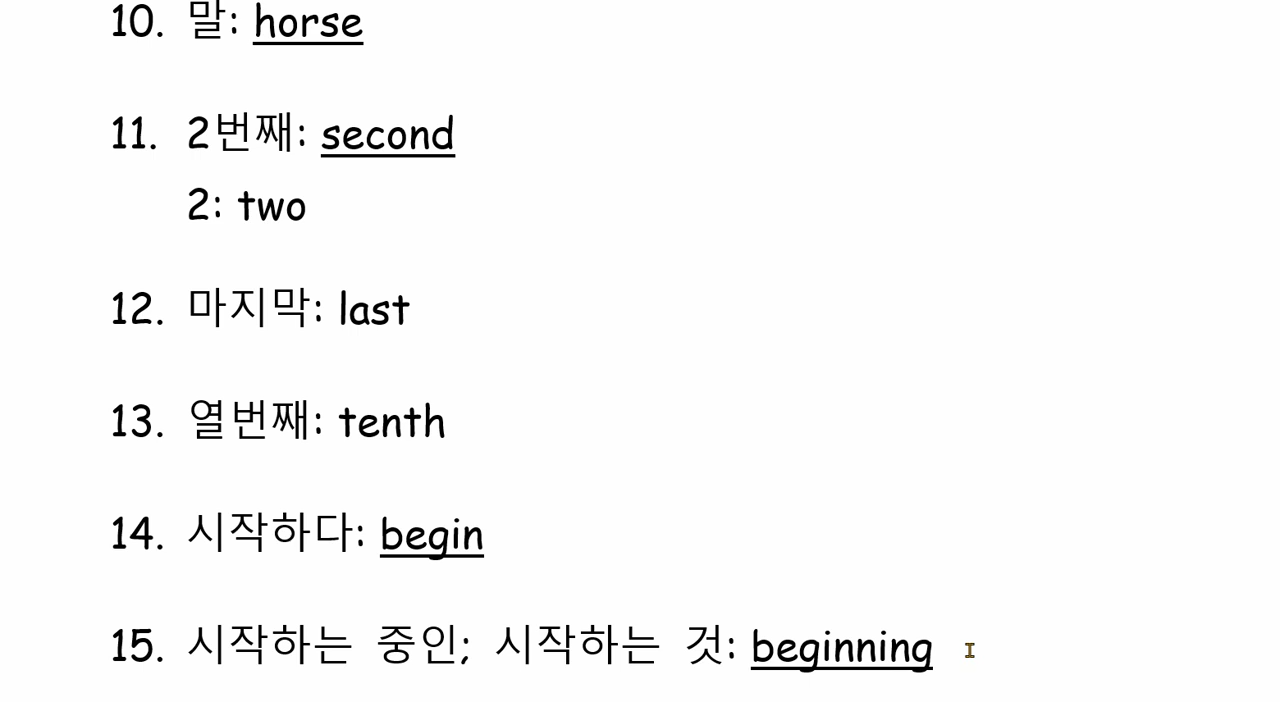 10. 말: horse
11. 2번째: second
2: two
12. 마지막: last
13. 열번째: tenth
14. 시작하다: begin
15. 시작하는 중인; 시작하는 것: beginning